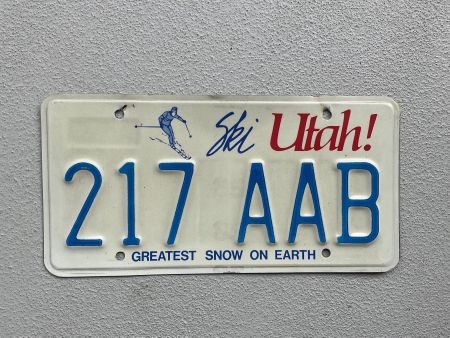 Ski Utah!
217 AAB
GREATEST SNOW ON EARTH